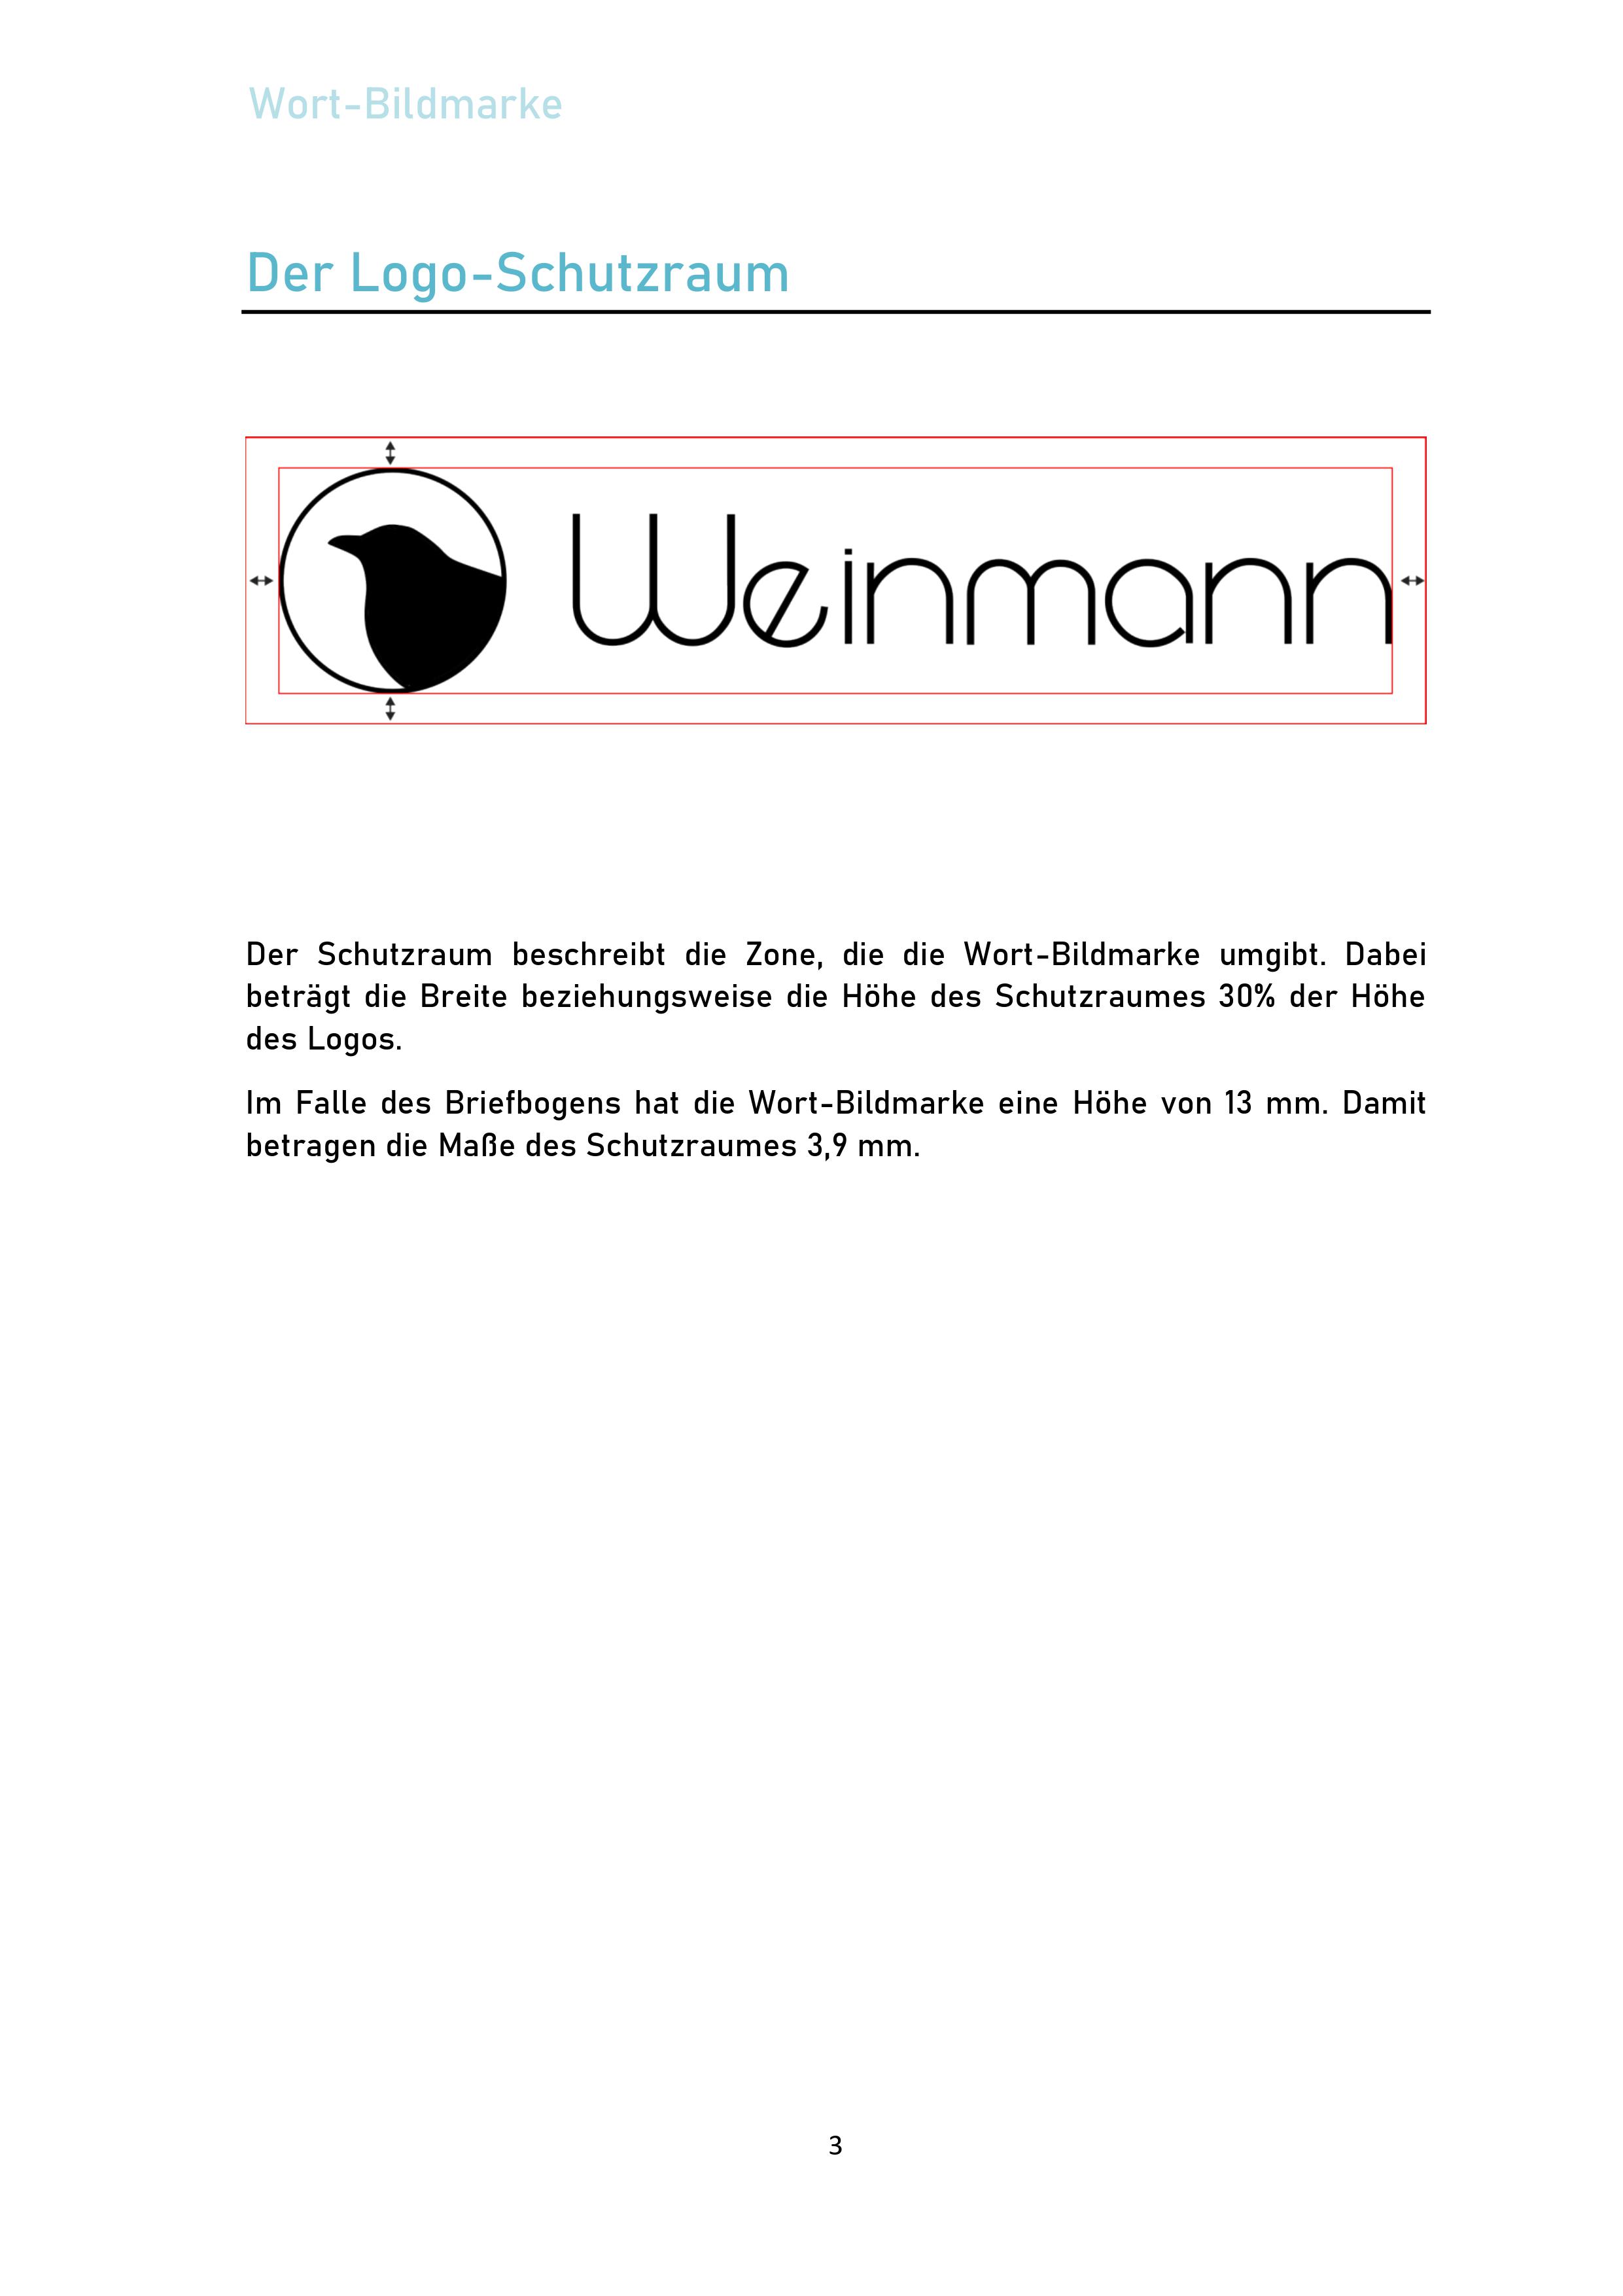 Wort-Bildmarke
Der Logo-Schutzraum
Weinmann
Der Schutzraum beschreibt die Zone, die die Wort-Bildmarke umgibt. Dabei
beträgt die Breite beziehungsweise die Höhe des Schutzraumes 30% der Höhe
des Logos.
Im Falle des Briefbogens hat die Wort-Bildmarke eine Höhe von 13 mm. Damit
betragen die Maße des Schutzraumes 3,9 mm.
3